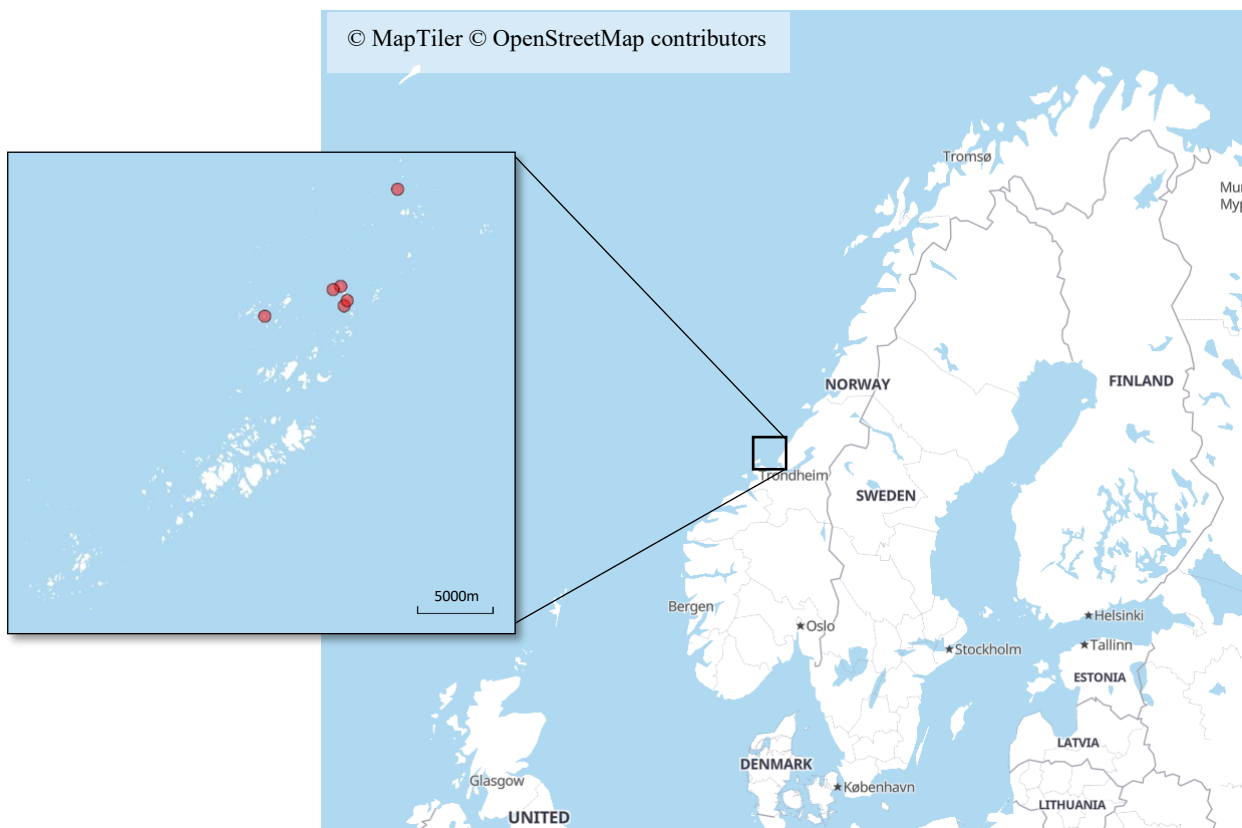 © MapTiler © OpenStreetMap contributors
Tromsø
Mur
Myр
NORWAY
FINLAND
Trondheim
SWEDEN
5000m
Bergen
Oslo
Helsinki
Stockholm
Tallinn
ESTONIA
LATVIA
DENMARK
Glasgow
København
LITHUANIA
UNITED